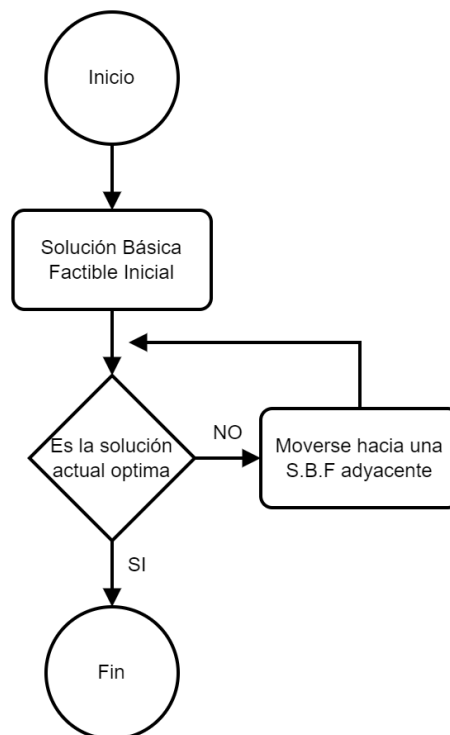 Inicio
Solución Básica
Factible Inicial
Es la solución
actual optima
NO
Moverse hacia una
S.B.F adyacente
SI
Fin